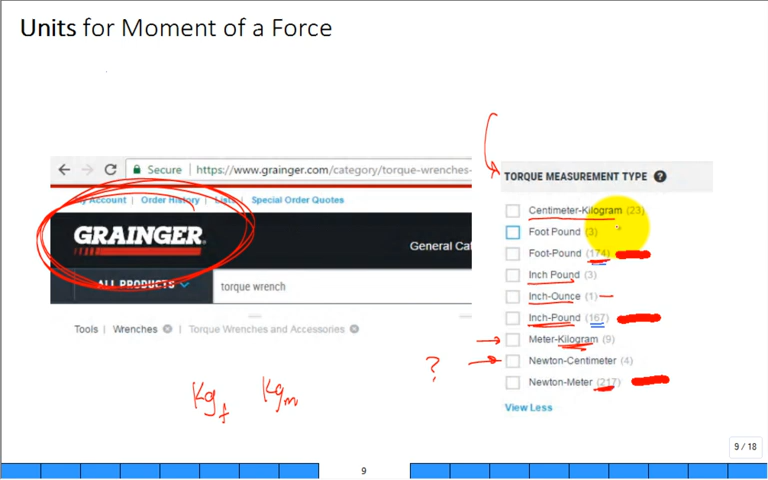 Units for Moment of a Force
Secure | https://www.grainger.com/category/torque-wrenches-
My Account | Order History | Lists | Special Order Quotes
GRAINGER
General Cat
ALL PRODUCTS
torque wrench
Tools | Wrenches | Torque Wrenches and Accessories
TORQUE MEASUREMENT TYPE ?
Centimeter-Kilogram (23)
Foot Pound (3)
Foot-Pound (174)
Inch Pound (3)
Inch-Ounce (1)
Inch-Pound (167)
Meter-Kilogram (9)
Newton-Centimeter (4)
Newton-Meter (217)
View Less
?
Kgf Kgm
9 / 18
9